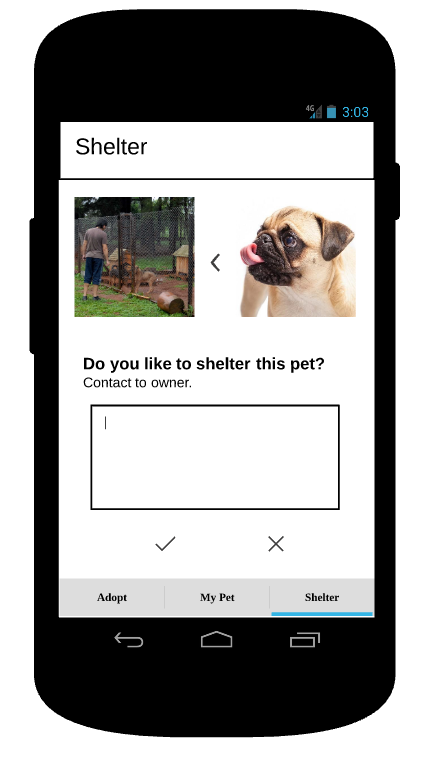 4G 3:03
Shelter
Do you like to shelter this pet?
Contact to owner.
Adopt My Pet Shelter